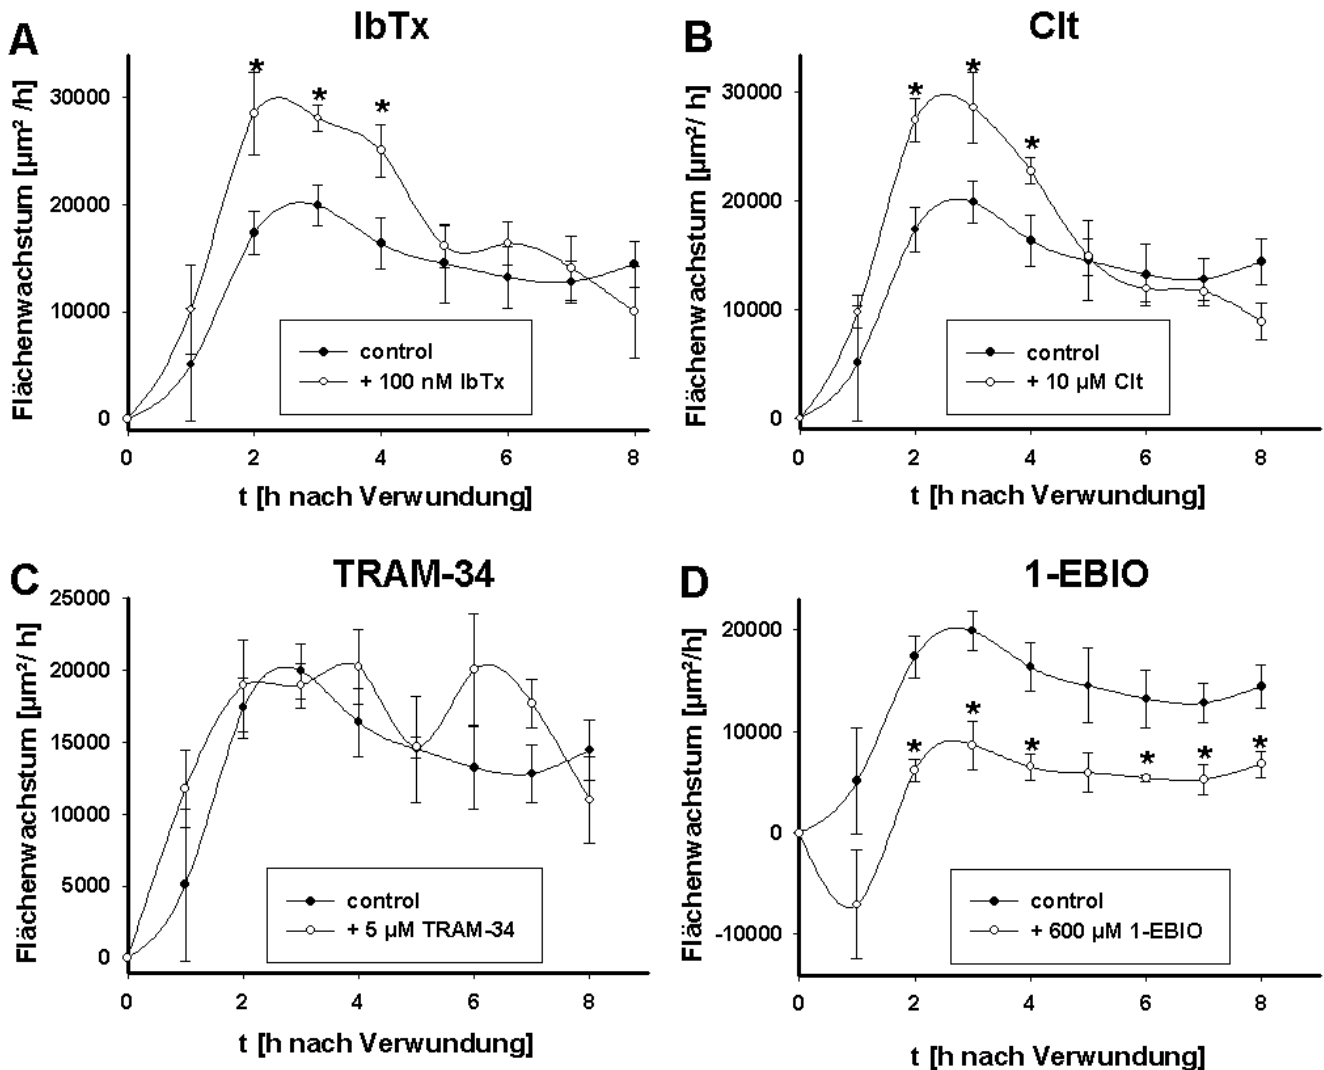 A
IbTx
Flächenwachstum [µm² /h]
30000
20000
10000
0
* * *
control
+ 100 nM IbTx
0 2 4 6 8
t [h nach Verwundung]
B
Clt
Flächenwachstum [µm²/ h]
30000
20000
10000
0
* * *
control
+ 10 µM Clt
0 2 4 6 8
t [h nach Verwundung]
C
TRAM-34
Flächenwachstum [µm²/ h]
25000
20000
15000
10000
5000
0
control
+ 5 µM TRAM-34
0 2 4 6 8
t [h nach Verwundung]
D
1-EBIO
Flächenwachstum [µm²/h]
20000
10000
0
-10000
* * * * * *
control
+ 600 µM 1-EBIO
0 2 4 6 8
t [h nach Verwundung]